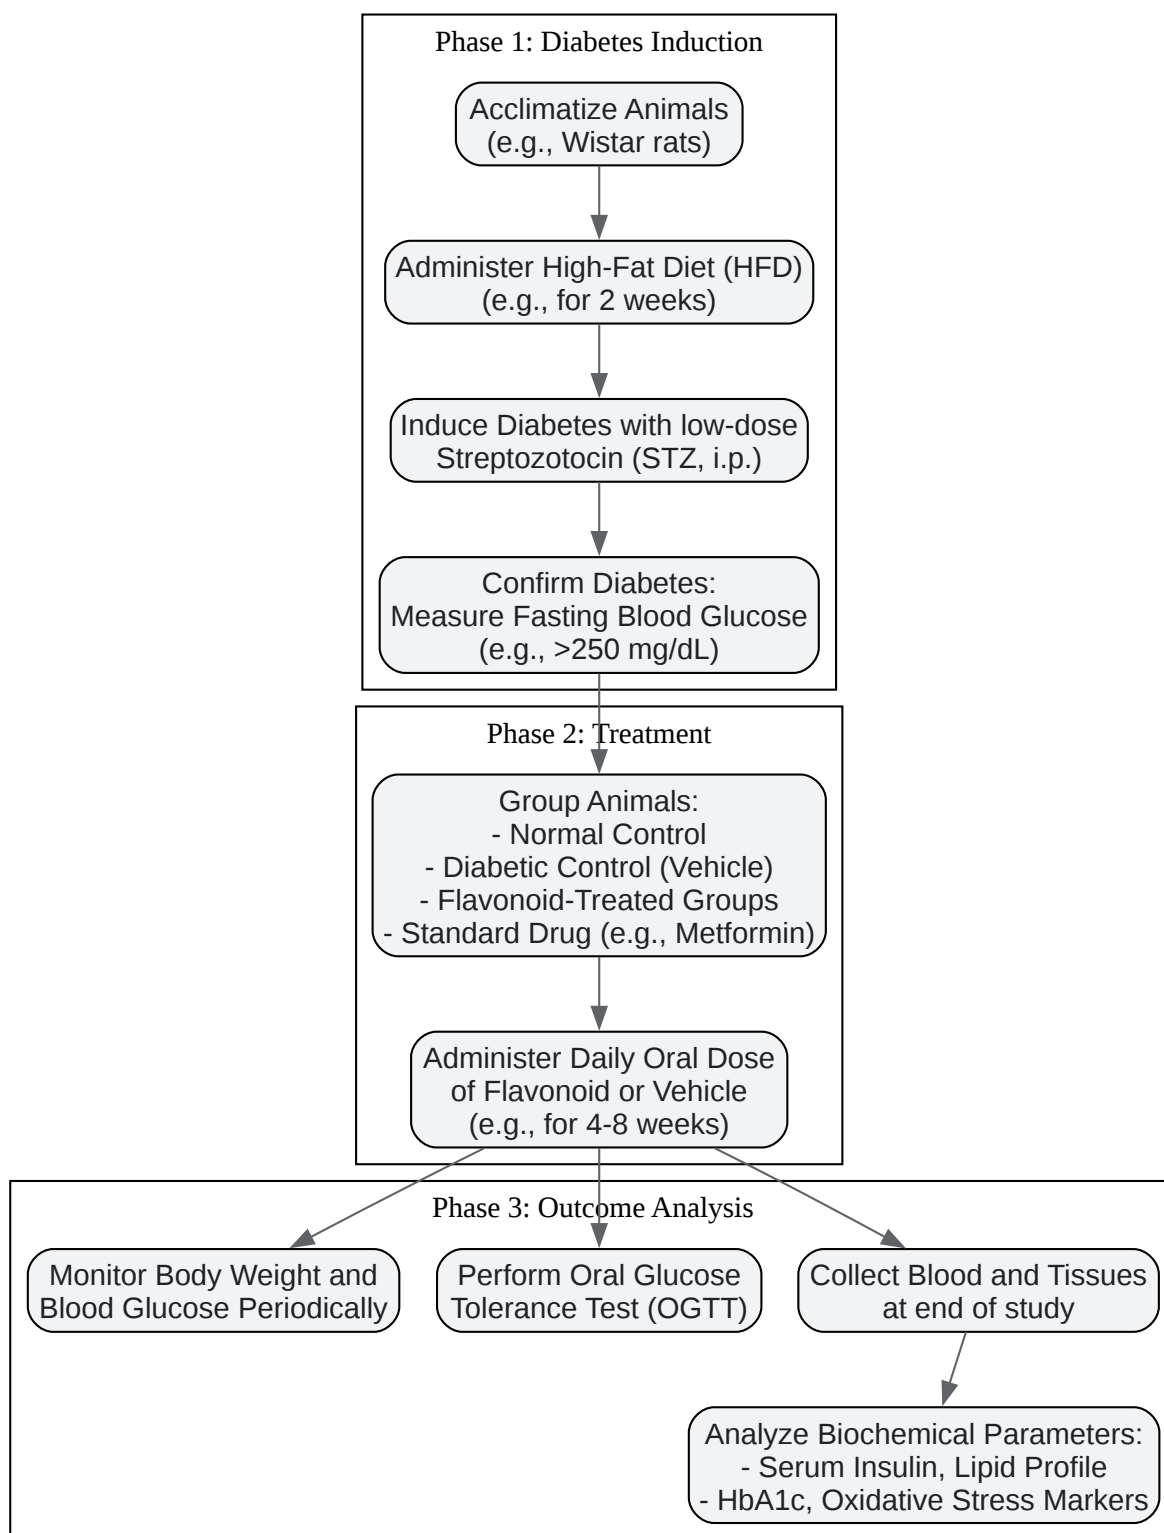 Phase 1: Diabetes Induction
Acclimatize Animals
(e.g., Wistar rats)
Administer High-Fat Diet (HFD)
(e.g., for 2 weeks)
Induce Diabetes with low-dose
Streptozotocin (STZ, i.p.)
Confirm Diabetes:
Measure Fasting Blood Glucose
(e.g., >250 mg/dL)
Phase 2: Treatment
Group Animals:
- Normal Control
- Diabetic Control (Vehicle)
- Flavonoid-Treated Groups
- Standard Drug (e.g., Metformin)
Administer Daily Oral Dose
of Flavonoid or Vehicle
(e.g., for 4-8 weeks)
Phase 3: Outcome Analysis
Monitor Body Weight and
Blood Glucose Periodically
Perform Oral Glucose
Tolerance Test (OGTT)
Collect Blood and Tissues
at end of study
Analyze Biochemical Parameters:
- Serum Insulin, Lipid Profile
- HbA1c, Oxidative Stress Markers